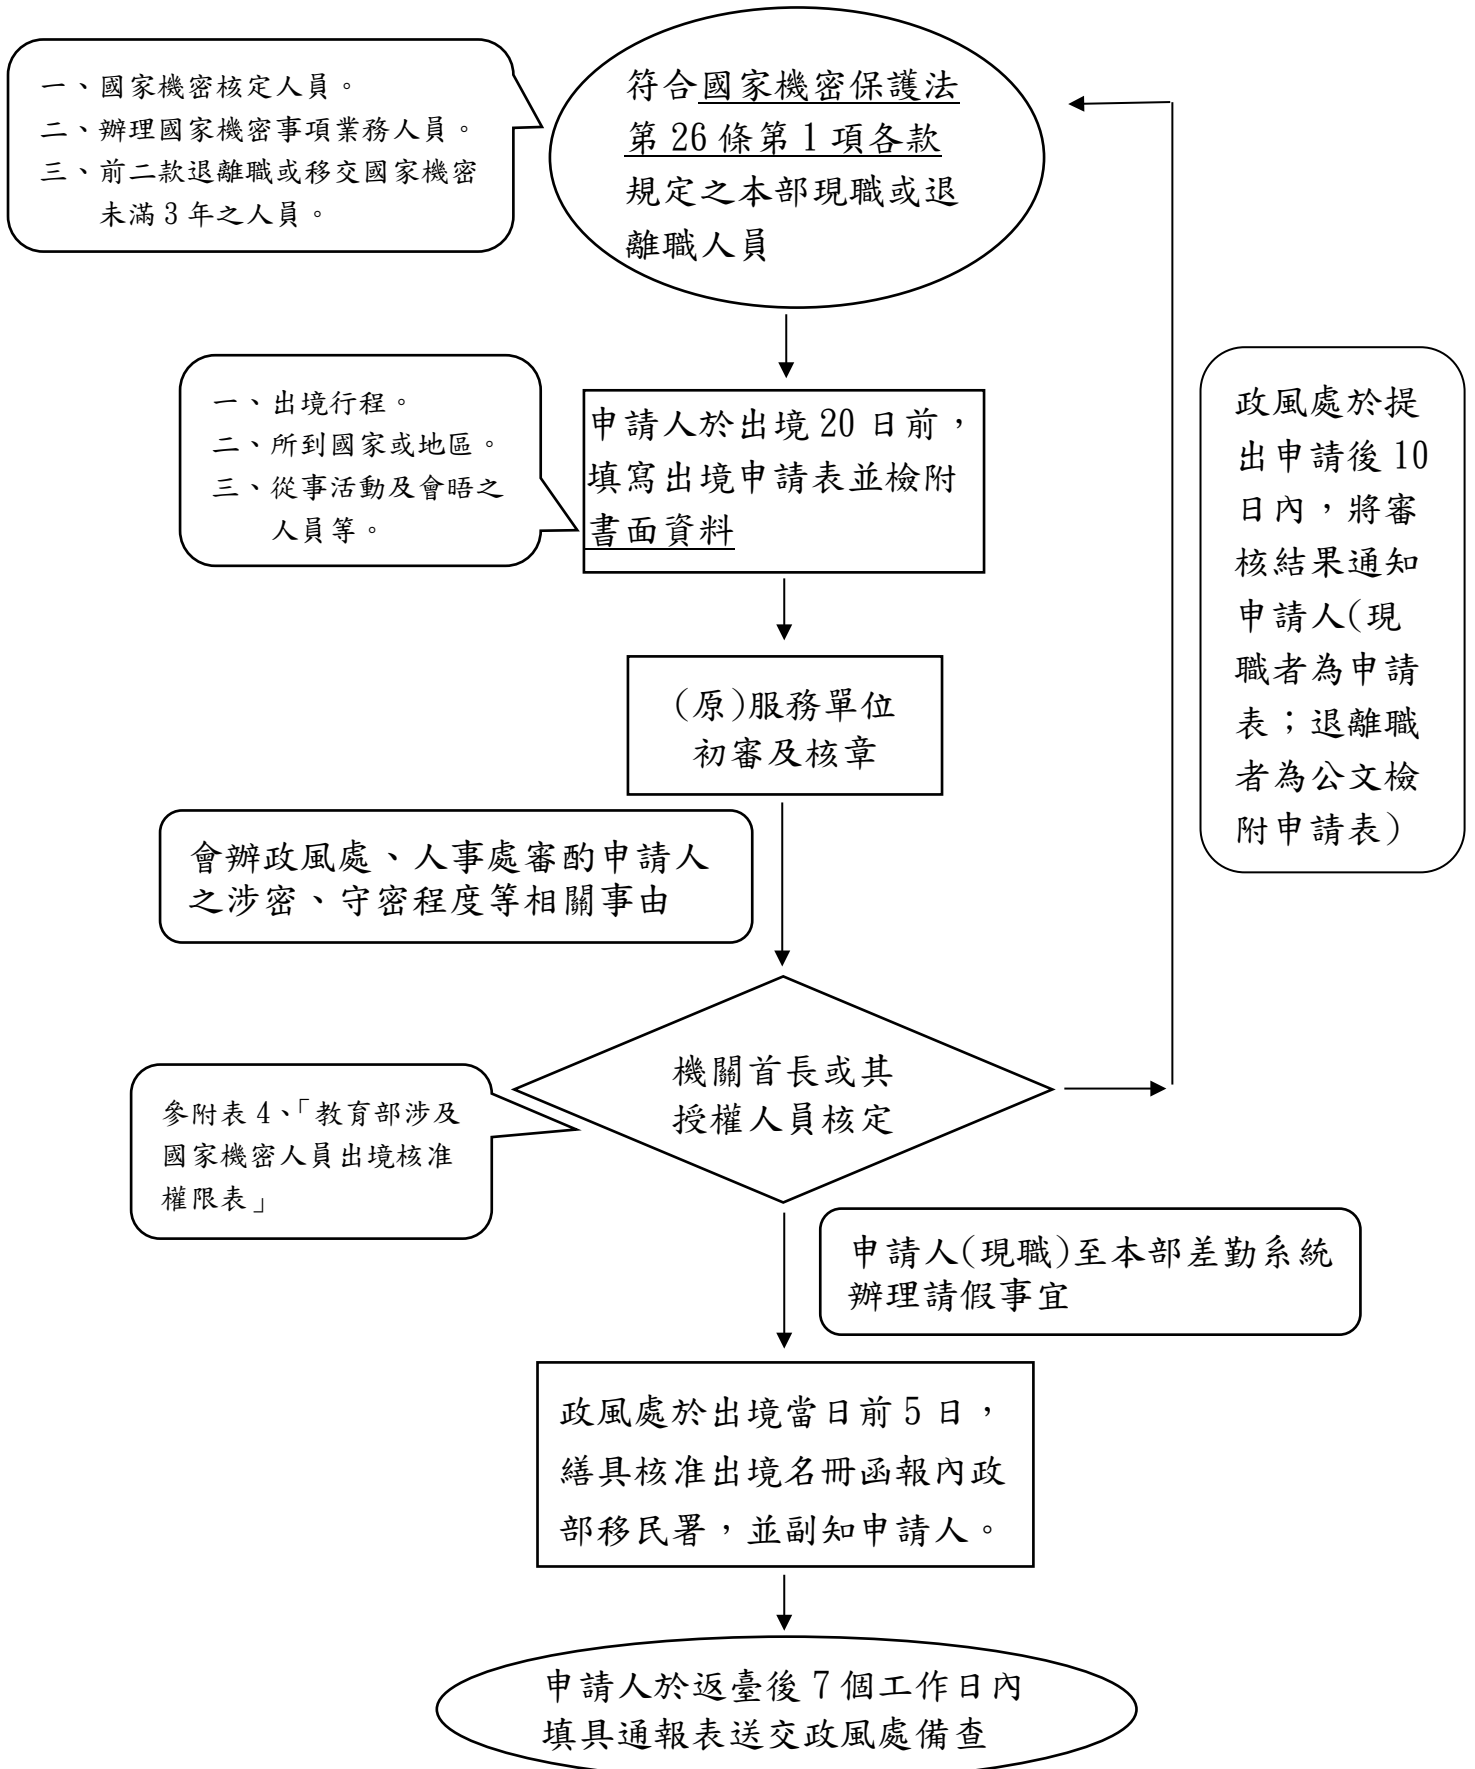 一、國家機密核定人員。
二、辦理國家機密事項業務人員。
三、前二款退離職或移交國家機密
未滿3年之人員。
符合國家機密保護法
第26條第1項各款
規定之本部現職或退
離職人員
一、出境行程。
二、所到國家或地區。
三、從事活動及會晤之
人員等。
申請人於出境20日前，
填寫出境申請表並檢附
書面資料
政風處於提
出申請後10
日內，將審
核結果通知
申請人(現
職者為申請
表；退離職
者為公文檢
附申請表)
(原)服務單位
初審及核章
會辦政風處、人事處審酌申請人
之涉密、守密程度等相關事由
機關首長或其
授權人員核定
參附表4、「教育部涉及
國家機密人員出境核准
權限表」
申請人(現職)至本部差勤系統
辦理請假事宜
政風處於出境當日前5日，
繕具核准出境名冊函報內政
部移民署，並副知申請人。
申請人於返臺後7個工作日內
填具通報表送交政風處備查